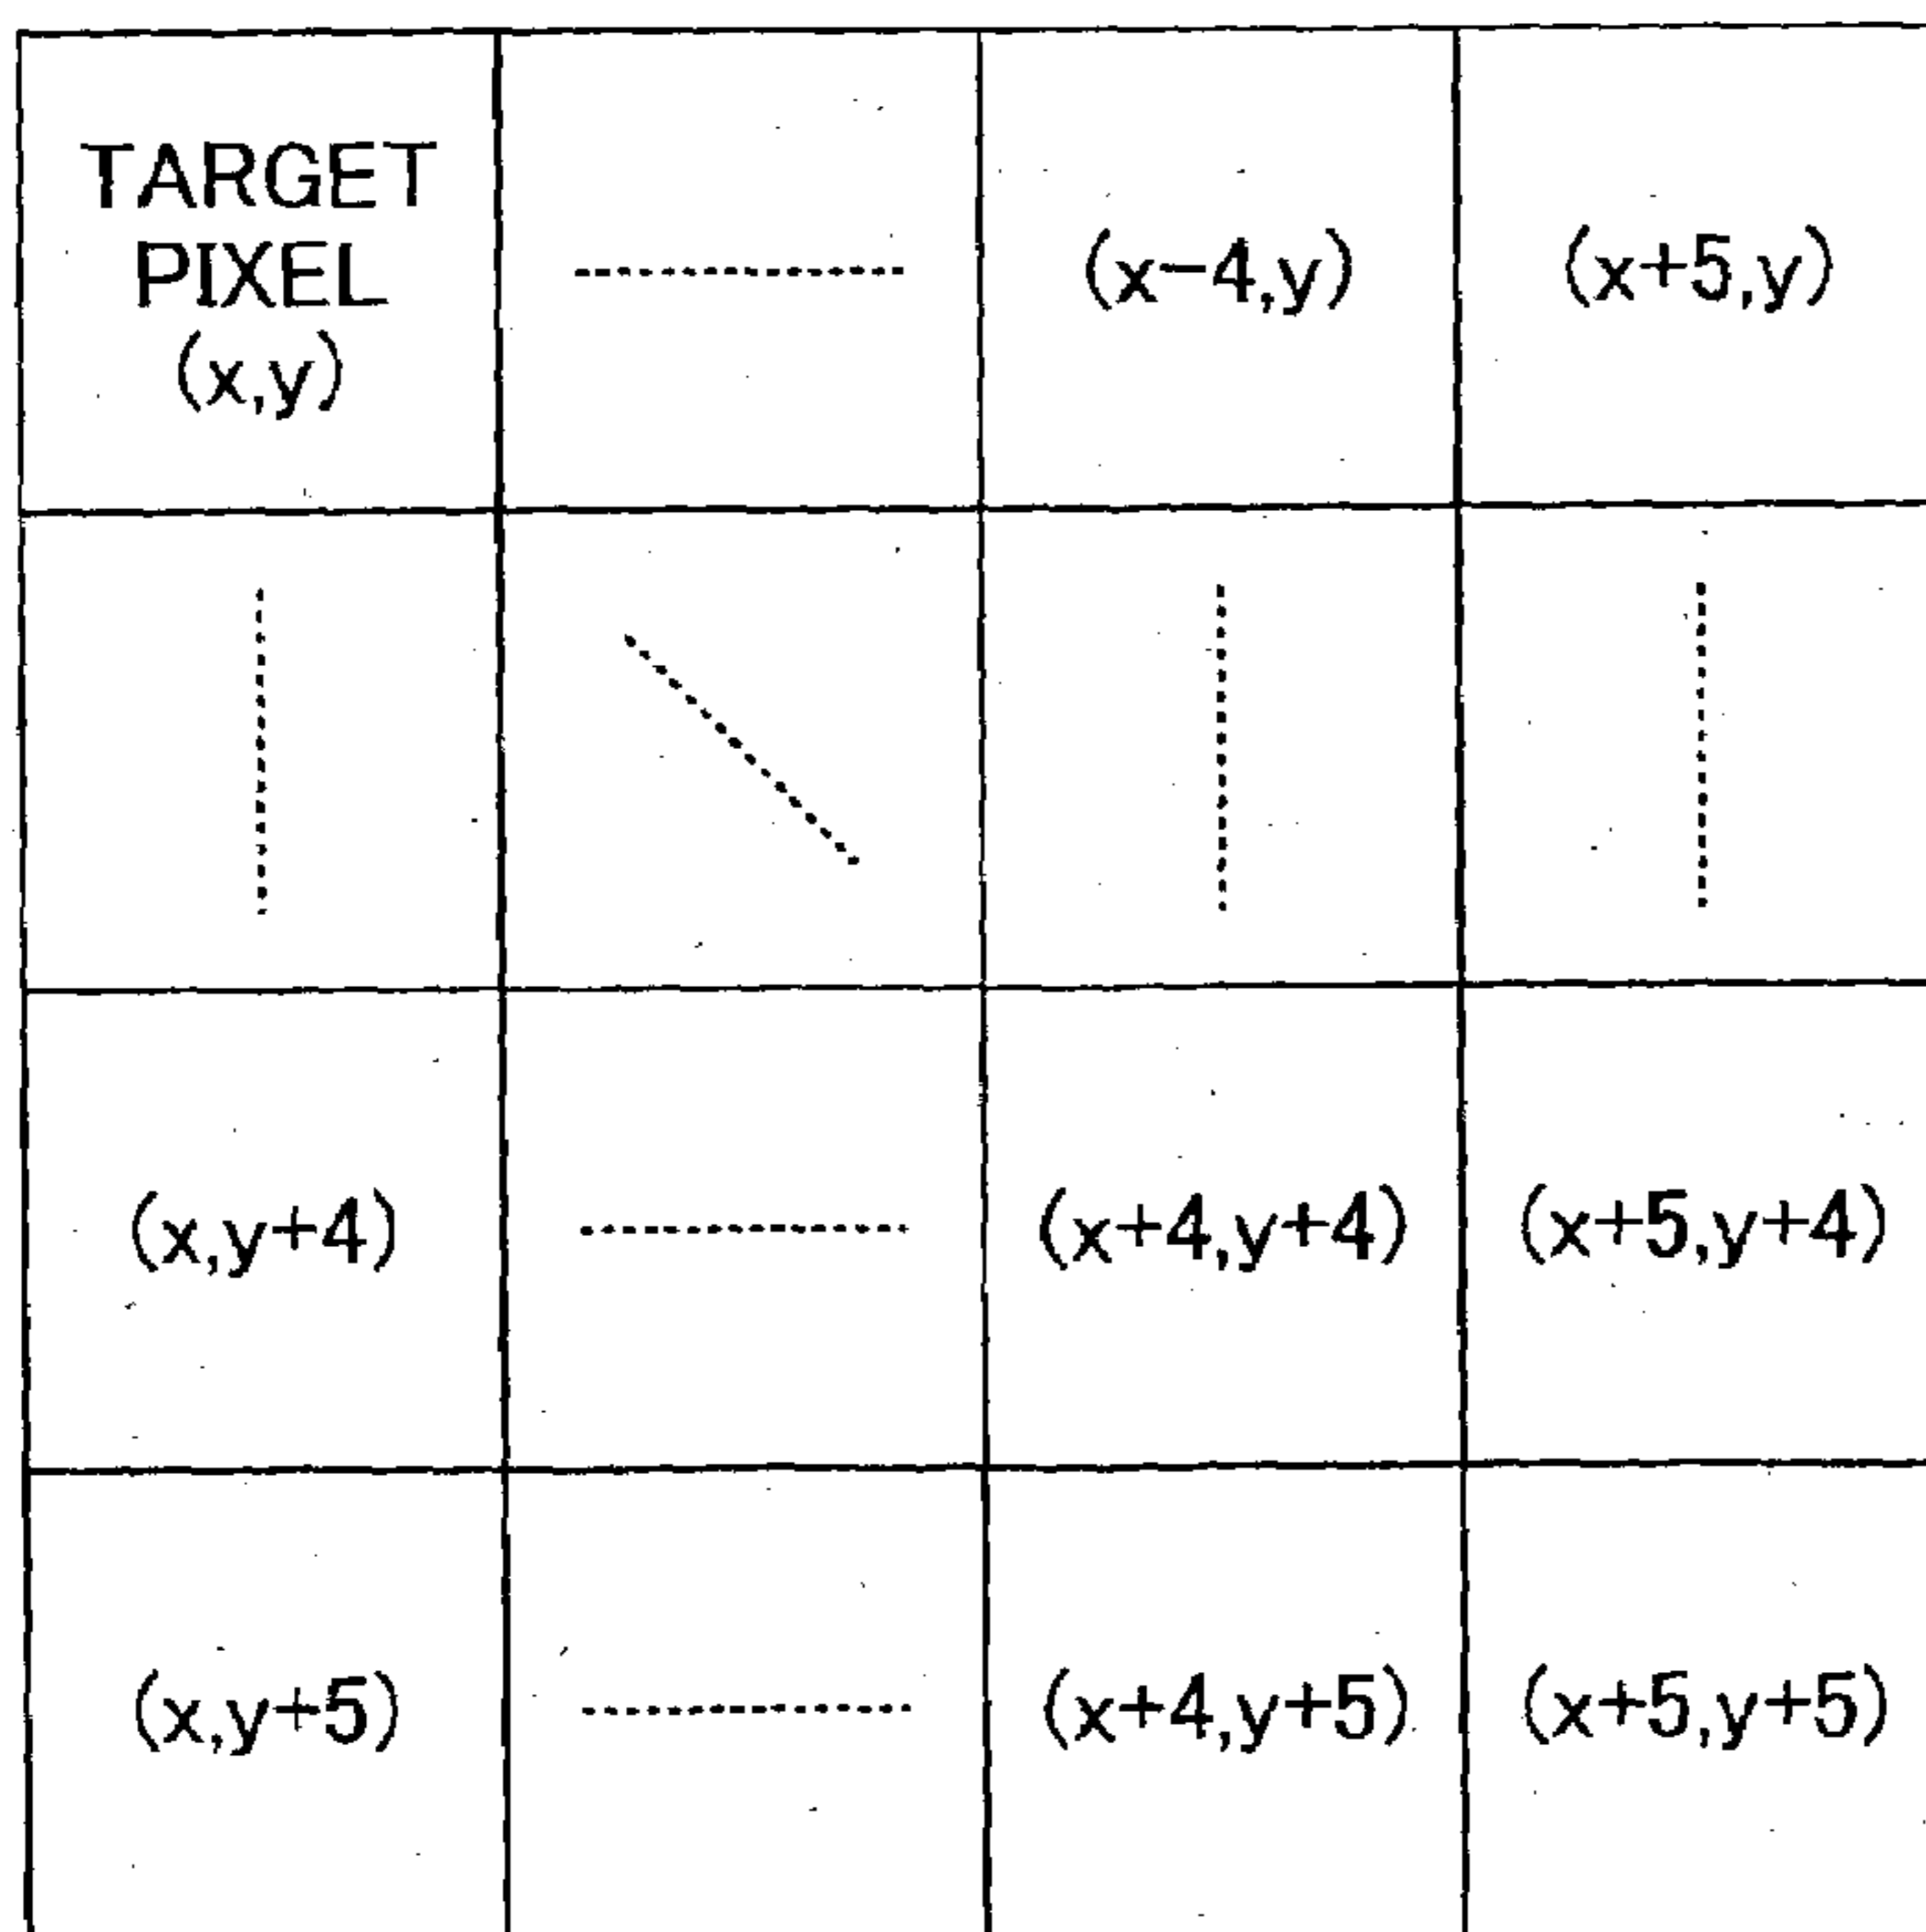 TARGET
PIXEL
(x,y)
(x−4,y)
(x+5,y)
(x,y+4)
(x+4,y+4)
(x+5,y+4)
(x,y+5)
(x+4,y+5)
(x+5,y+5)